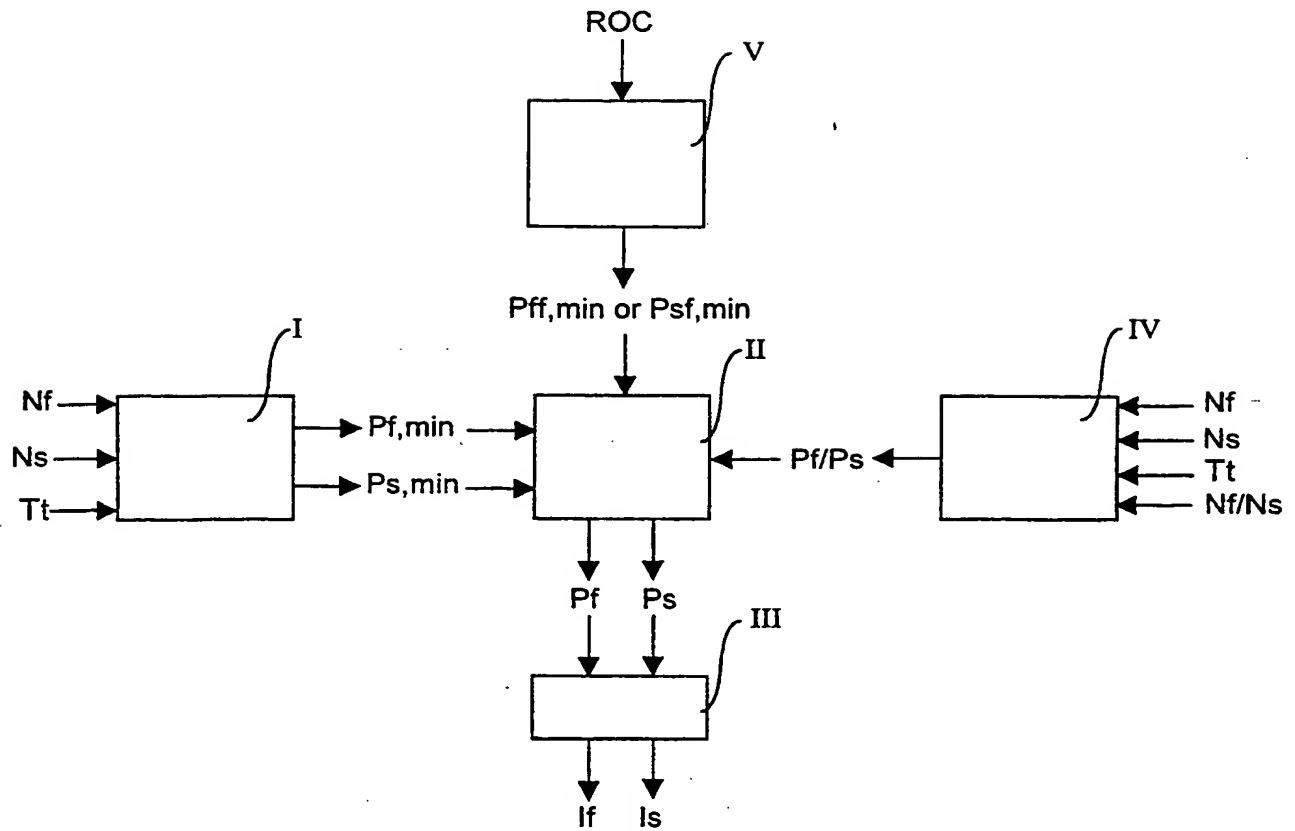 ROC
V
Pff,min or Psf,min
I
II
IV
Nf
Ns
Tt
Pf,min
Ps,min
Pf/Ps
Nf
Ns
Tt
Nf/Ns
Pf Ps
III
If Is